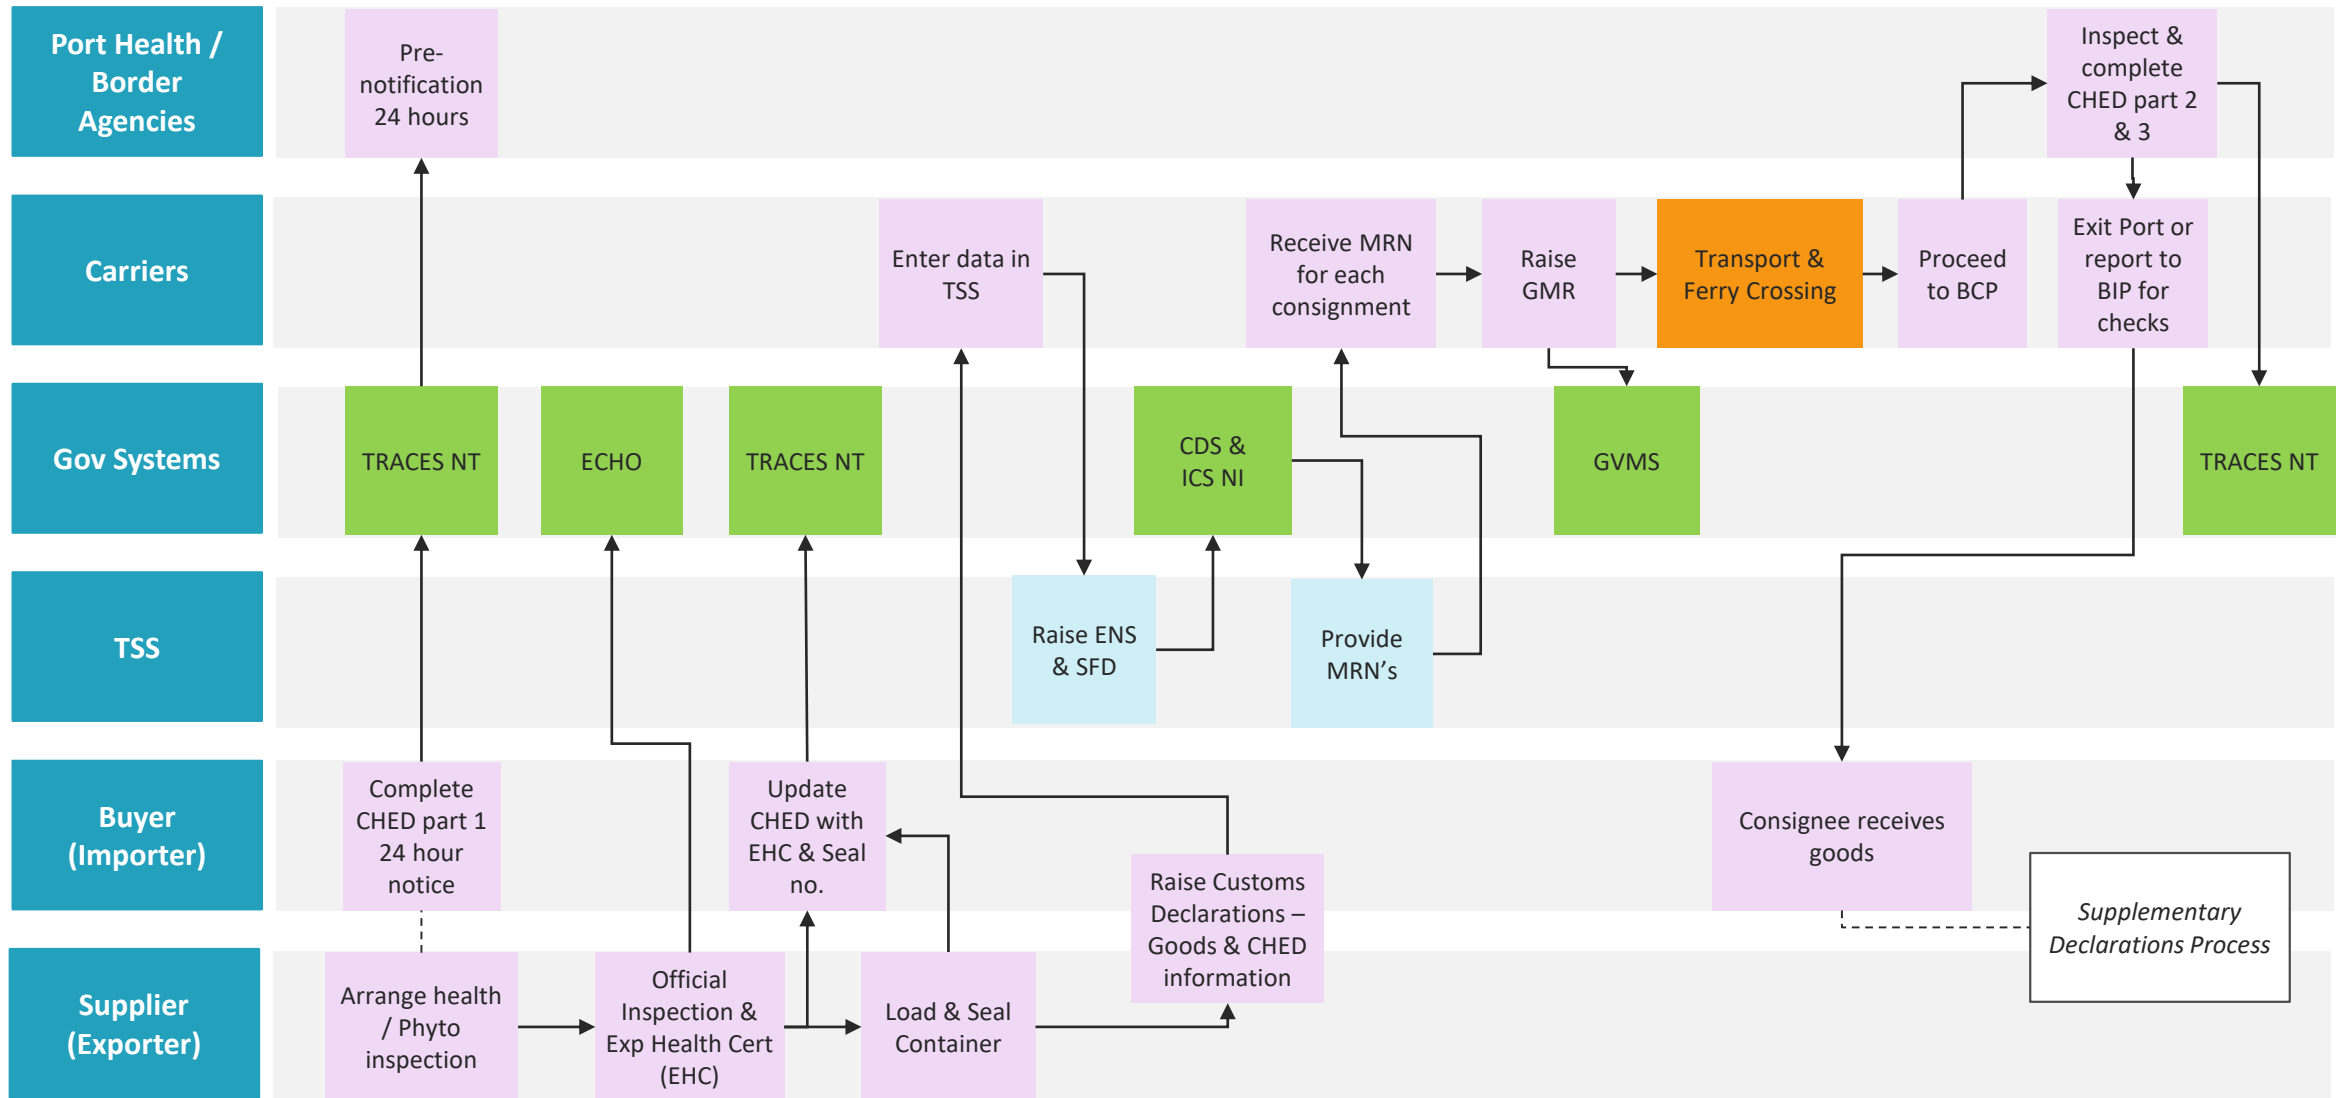 Port Health /
Border
Agencies
Pre-
notification
24 hours
Inspect &
complete
CHED part 2
& 3
Carriers
Enter data in
TSS
Receive MRN
for each
consignment
Raise
GMR
Transport &
Ferry Crossing
Proceed
to BCP
Exit Port or
report to
BIP for
checks
Gov Systems
TRACES NT
ECHO
TRACES NT
CDS &
ICS NI
GVMS
TRACES NT
TSS
Raise ENS
& SFD
Provide
MRN’s
Buyer
(Importer)
Complete
CHED part 1
24 hour
notice
Update
CHED with
EHC & Seal
no.
Raise Customs
Declarations –
Goods & CHED
information
Consignee receives
goods
Supplementary
Declarations Process
Supplier
(Exporter)
Arrange health
/ Phyto
inspection
Official
Inspection &
Exp Health Cert
(EHC)
Load & Seal
Container